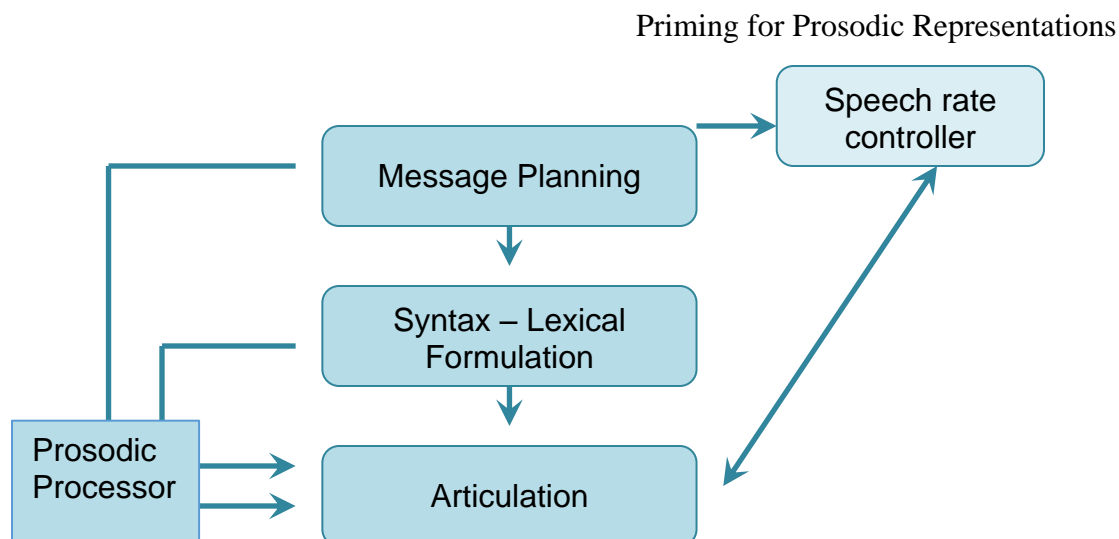 Priming for Prosodic Representations
Speech rate
controller
Message Planning
Syntax – Lexical
Formulation
Prosodic
Processor
Articulation